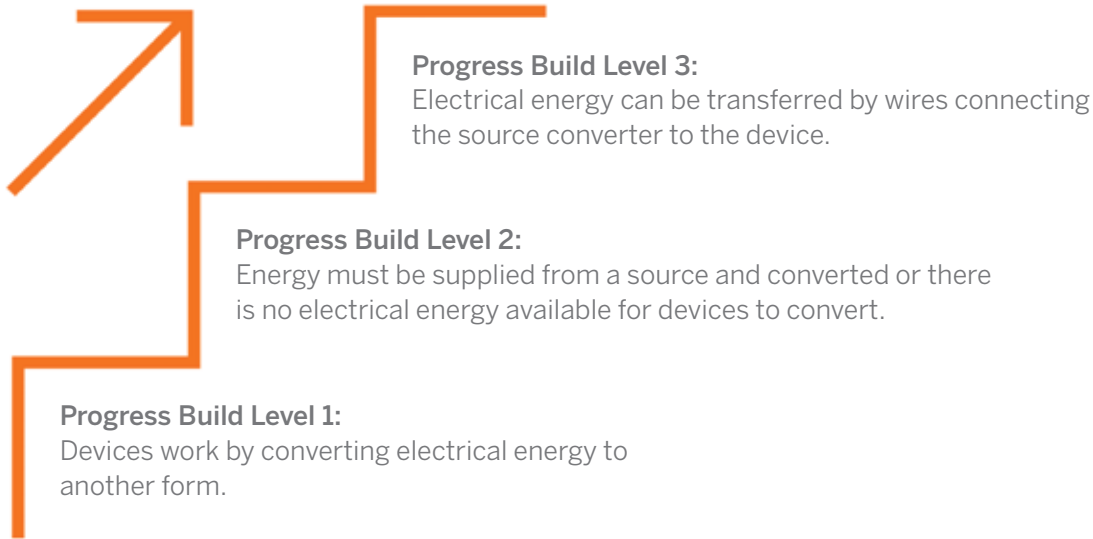 Progress Build Level 3:
Electrical energy can be transferred by wires connecting
the source converter to the device.
Progress Build Level 2:
Energy must be supplied from a source and converted or there
is no electrical energy available for devices to convert.
Progress Build Level 1:
Devices work by converting electrical energy to
another form.